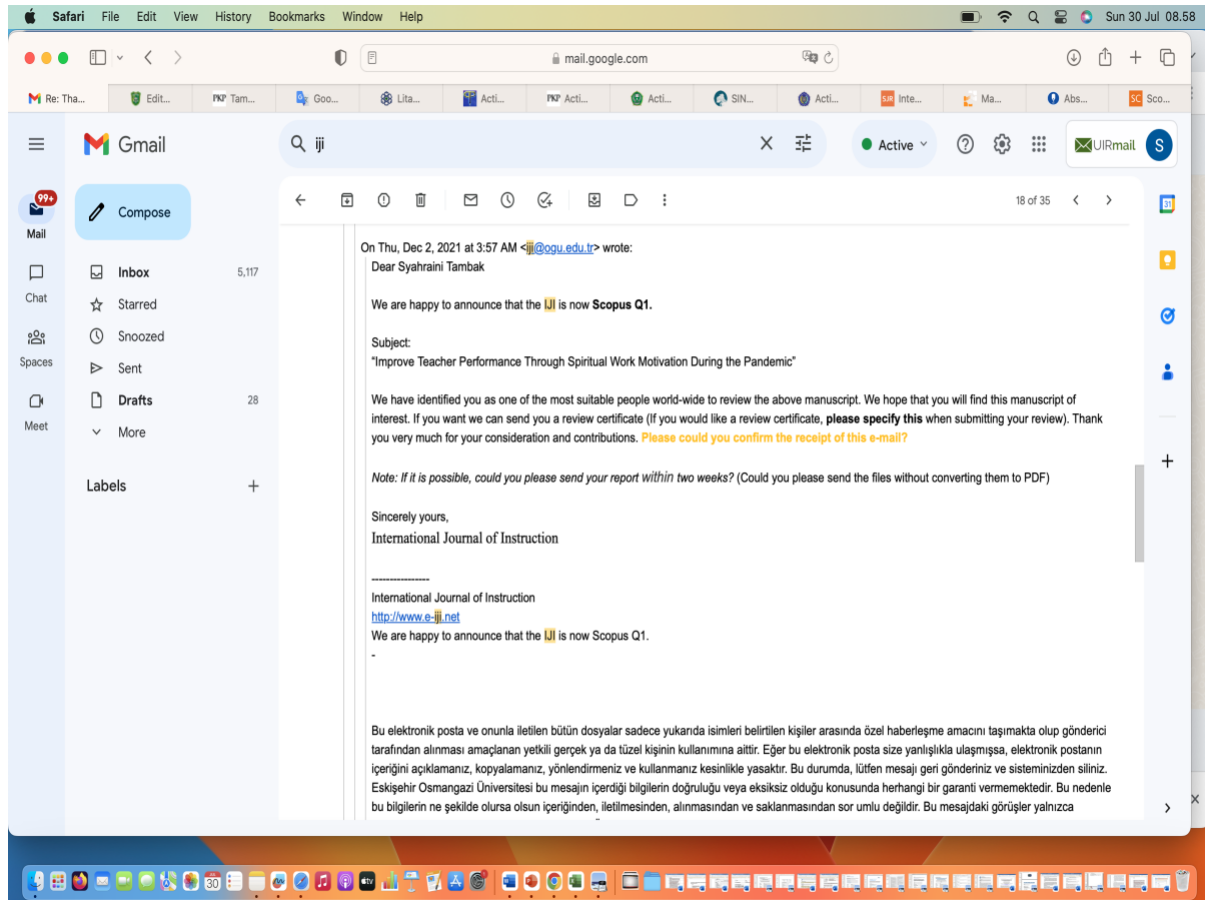 Safari File Edit View History Bookmarks Window Help Sun 30 Jul 08.58
mail.google.com
Re: Tha... Edit... PKP Tam... Goo... Lita... Acti... PKP Acti... Acti... SIN... Acti... SJR Inte... Ma... Abs... SC Sco...
Gmail
iji
Active
UIRmail S
99+
Mail
Chat
Spaces
Meet
Compose
Inbox 5,117
Starred
Snoozed
Sent
Drafts 28
More
Labels +
18 of 35
31
On Thu, Dec 2, 2021 at 3:57 AM <iji@ogu.edu.tr> wrote:
Dear Syahraini Tambak
We are happy to announce that the IJI is now Scopus Q1.
Subject:
"Improve Teacher Performance Through Spiritual Work Motivation During the Pandemic"
We have identified you as one of the most suitable people world-wide to review the above manuscript. We hope that you will find this manuscript of
interest. If you want we can send you a review certificate (If you would like a review certificate, please specify this when submitting your review). Thank
you very much for your consideration and contributions. Please could you confirm the receipt of this e-mail?
Note: If it is possible, could you please send your report within two weeks? (Could you please send the files without converting them to PDF)
Sincerely yours,
International Journal of Instruction
----------------
International Journal of Instruction
http://www.e-iji.net
We are happy to announce that the IJI is now Scopus Q1.
-
Bu elektronik posta ve onunla iletilen bütün dosyalar sadece yukarıda isimleri belirtilen kişiler arasında özel haberleşme amacını taşımakta olup gönderici
tarafından alınması amaçlanan yetkili gerçek ya da tüzel kişinin kullanımına aittir. Eğer bu elektronik posta size yanlışlıkla ulaşmışsa, elektronik postanın
içeriğini açıklamanız, kopyalamanız, yönlendirmeniz ve kullanmanız kesinlikle yasaktır. Bu durumda, lütfen mesajı geri gönderiniz ve sisteminizden siliniz.
Eskişehir Osmangazi Üniversitesi bu mesajın içerdiği bilgilerin doğruluğu veya eksiksiz olduğu konusunda herhangi bir garanti vermemektedir. Bu nedenle
bu bilgilerin ne şekilde olursa olsun içeriğinden, iletilmesinden, alınmasından ve saklanmasından sor umlu değildir. Bu mesajdaki görüşler yalnızca